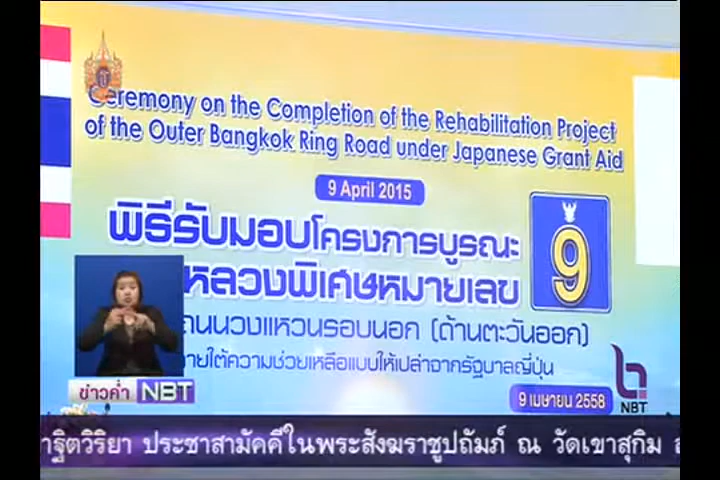 Ceremony on the Completion of the Rehabilitation Project
of the Outer Bangkok Ring Road under Japanese Grant Aid
9 April 2015
พิธีรับมอบโครงการบูรณะ
หลวงพิเศษหมายเลข
9
ถนนวงแหวนรอบนอก (ด้านตะวันออก)
ภายใต้ความช่วยเหลือแบบให้เปล่าจากรัฐบาลญี่ปุ่น
9 เมษายน 2558
NBT
ข่าวค่ำ NBT
ฐิตวิริยา ประชาสามัคคีในพระสังฆราชูปถัมภ์ ณ วัดเขาสุกิม